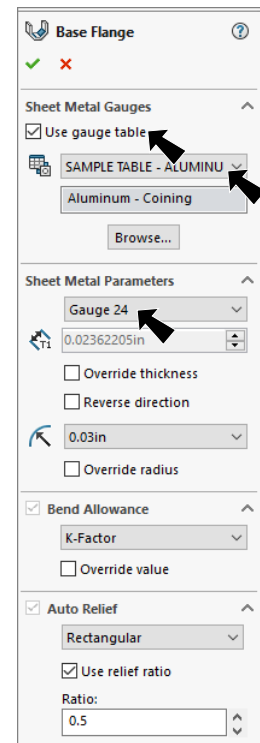 Base Flange
Sheet Metal Gauges
Use gauge table
SAMPLE TABLE - ALUMINU
Aluminum - Coining
Browse...
Sheet Metal Parameters
Gauge 24
T1 0.02362205in
Override thickness
Reverse direction
0.03in
Override radius
Bend Allowance
K-Factor
Override value
Auto Relief
Rectangular
Use relief ratio
Ratio:
0.5